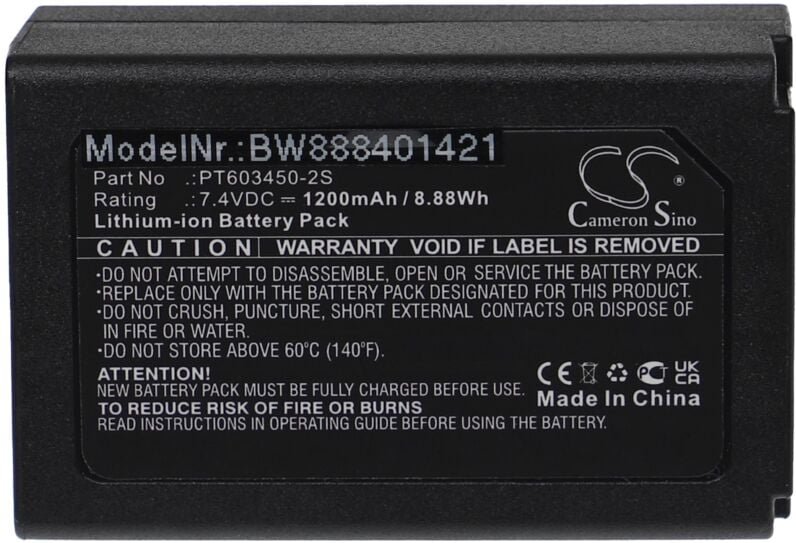 ModelNr.:BW888401421
Part No .:PT603450-2S
Rating .:7.4VDC ⎓ 1200mAh / 8.88Wh
Lithium-ion Battery Pack
CS
®
Cameron Sino
CAUTION WARRANTY VOID IF LABEL IS REMOVED
•DO NOT ATTEMPT TO DISASSEMBLE, OPEN OR SERVICE THE BATTERY PACK.
•REPLACE ONLY WITH THE BATTERY PACK DESIGNATED FOR THIS PRODUCT.
•DO NOT CRUSH, PUNCTURE, SHORT EXTERNAL CONTACTS OR DISPOSE OF
IN FIRE OR WATER.
•DO NOT STORE ABOVE 60°C (140°F).
ATTENTION!
NEW BATTERY PACK MUST BE FULLY CHARGED BEFORE USE
TO REDUCE RISK OF FIRE OR BURNS
READ INSTRUCTIONS IN OPERATING GUIDE BEFORE USING THE BATTERY.
CE PCT UK CA
Made In China